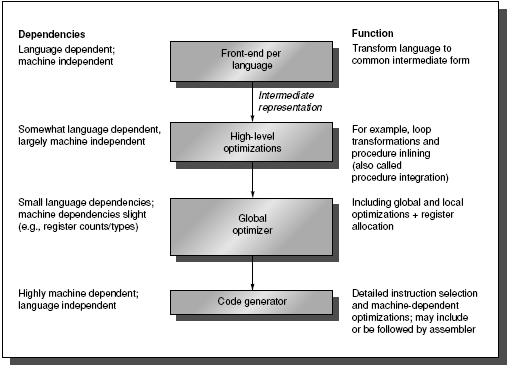 Dependencies
Function
Language dependent;
machine independent
Front-end per
language
Transform language to
common intermediate form
Intermediate
representation
Somewhat language dependent,
largely machine independent
High-level
optimizations
For example, loop
transformations and
procedure inlining
(also called
procedure integration)
Small language dependencies;
machine dependencies slight
(e.g., register counts/types)
Global
optimizer
Including global and local
optimizations + register
allocation
Highly machine dependent;
language independent
Code generator
Detailed instruction selection
and machine-dependent
optimizations; may include
or be followed by assembler